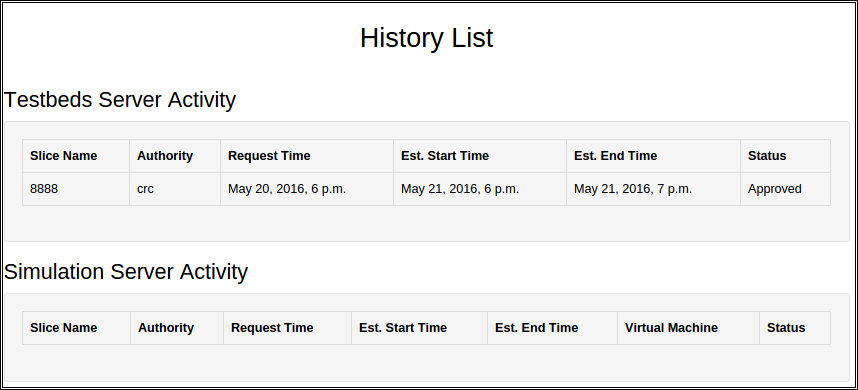 History List
Testbeds Server Activity
Slice Name Authority Request Time Est. Start Time Est. End Time Status
8888 crc May 20, 2016, 6 p.m. May 21, 2016, 6 p.m. May 21, 2016, 7 p.m. Approved
Simulation Server Activity
Slice Name Authority Request Time Est. Start Time Est. End Time Virtual Machine Status